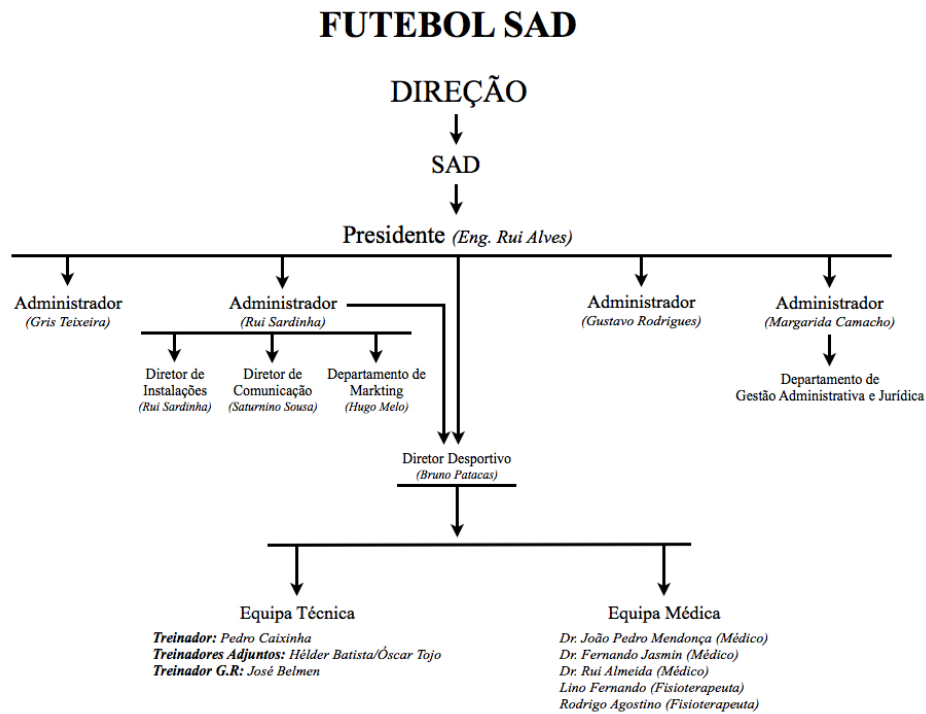 FUTEBOL SAD
DIREÇÃO
SAD
Presidente (Eng. Rui Alves)
Administrador
(Gris Teixeira)
Administrador
(Rui Sardinha)
Administrador
(Gustavo Rodrigues)
Administrador
(Margarida Camacho)
Diretor de
Instalações
(Rui Sardinha)
Diretor de
Comunicação
(Saturnino Sousa)
Departamento de
Markting
(Hugo Melo)
Departamento de
Gestão Administrativa e Jurídica
Diretor Desportivo
(Bruno Patacas)
Equipa Técnica
Treinador: Pedro Caixinha
Treinadores Adjuntos: Hélder Batista/Óscar Tojo
Treinador G.R: José Belmen
Equipa Médica
Dr. João Pedro Mendonça (Médico)
Dr. Fernando Jasmin (Médico)
Dr. Rui Almeida (Médico)
Lino Fernando (Fisioterapeuta)
Rodrigo Agostino (Fisioterapeuta)